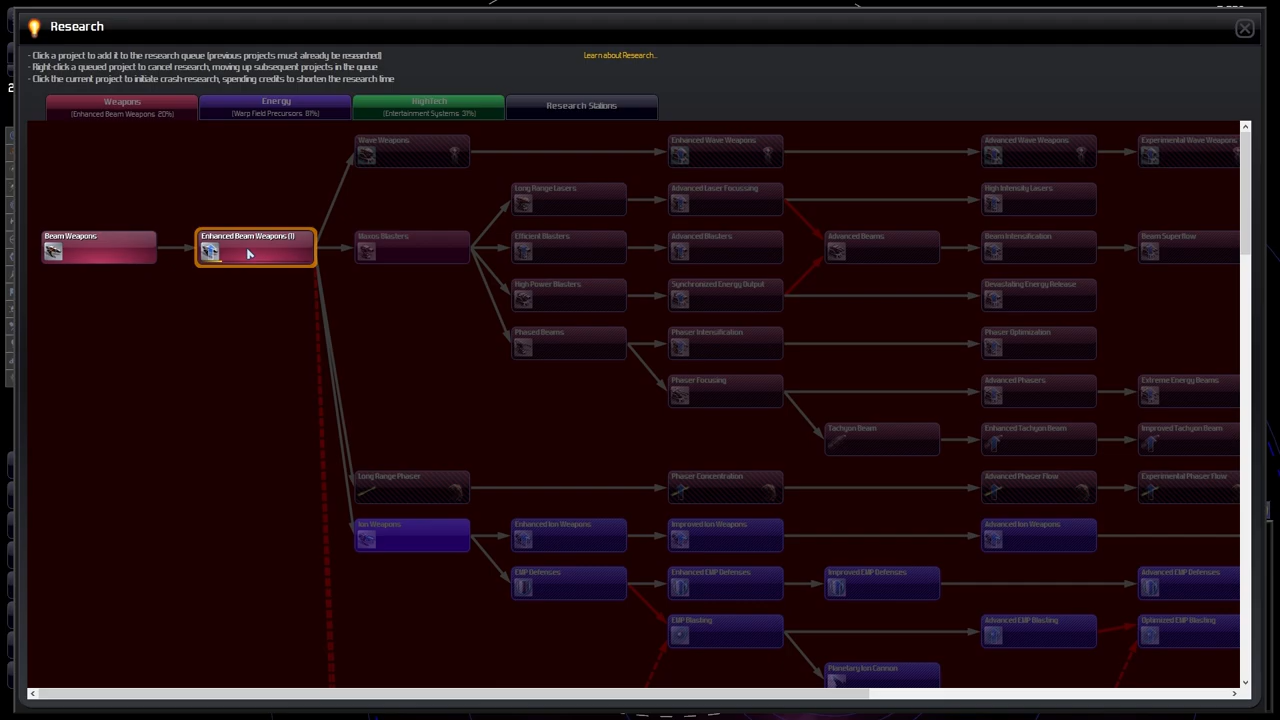 Research
- Click a project to add it to the research queue (previous projects must already be researched)
- Right-click a queued project to cancel research, moving up subsequent projects in the queue
- Click the current project to initiate crash-research, spending credits to shorten the research time
Learn about Research...
Weapons
(Enhanced Beam Weapons 20%)
Energy
(Warp Field Precursors 81%)
HighTech
(Entertainment Systems 31%)
Research Stations
Wave Weapons
Enhanced Wave Weapons
Advanced Wave Weapons
Experimental Wave Weapons
Long Range Lasers
Advanced Laser Focussing
High Intensity Lasers
Beam Weapons
Enhanced Beam Weapons (1)
Maxos Blasters
Efficient Blasters
Advanced Blasters
Advanced Beams
Beam Intensification
Beam Superflow
High Power Blasters
Synchronized Energy Output
Devastating Energy Release
Phased Beams
Phaser Intensification
Phaser Optimization
Phaser Focusing
Advanced Phasers
Extreme Energy Beams
Tachyon Beam
Enhanced Tachyon Beam
Improved Tachyon Beam
Long Range Phaser
Phaser Concentration
Advanced Phaser Flow
Experimental Phaser Flow
Ion Weapons
Enhanced Ion Weapons
Improved Ion Weapons
Advanced Ion Weapons
EMP Defenses
Enhanced EMP Defenses
Improved EMP Defenses
Advanced EMP Defenses
EMP Blasting
Advanced EMP Blasting
Optimized EMP Blasting
Planetary Ion Cannon